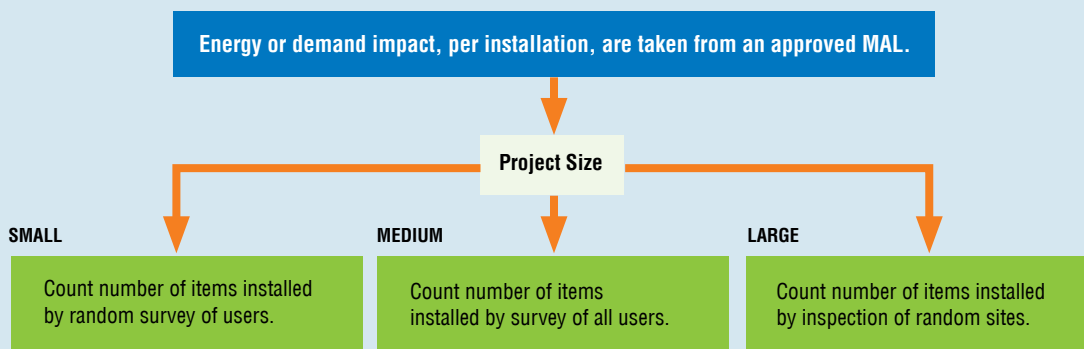 Energy or demand impact, per installation, are taken from an approved MAL.
Project Size
SMALL
Count number of items installed
by random survey of users.
MEDIUM
Count number of items
installed by survey of all users.
LARGE
Count number of items installed
by inspection of random sites.